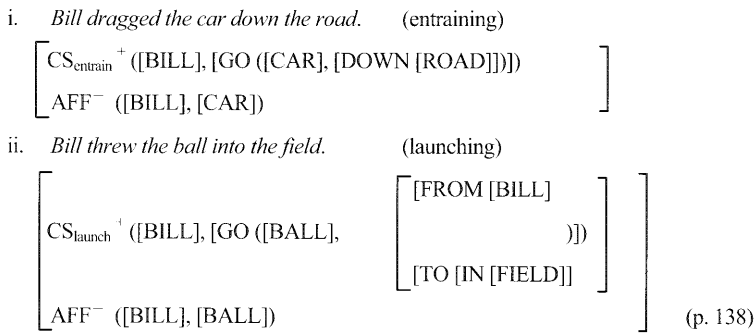 i. Bill dragged the car down the road. (entraining)
CSentrain + ([BILL], [GO ([CAR], [DOWN [ROAD]])])
AFF– ([BILL], [CAR])
ii. Bill threw the ball into the field. (launching)
[FROM [BILL]
CSlaunch + ([BILL], [GO ([BALL], )])
[TO [IN [FIELD]]
AFF– ([BILL], [BALL]) (p. 138)